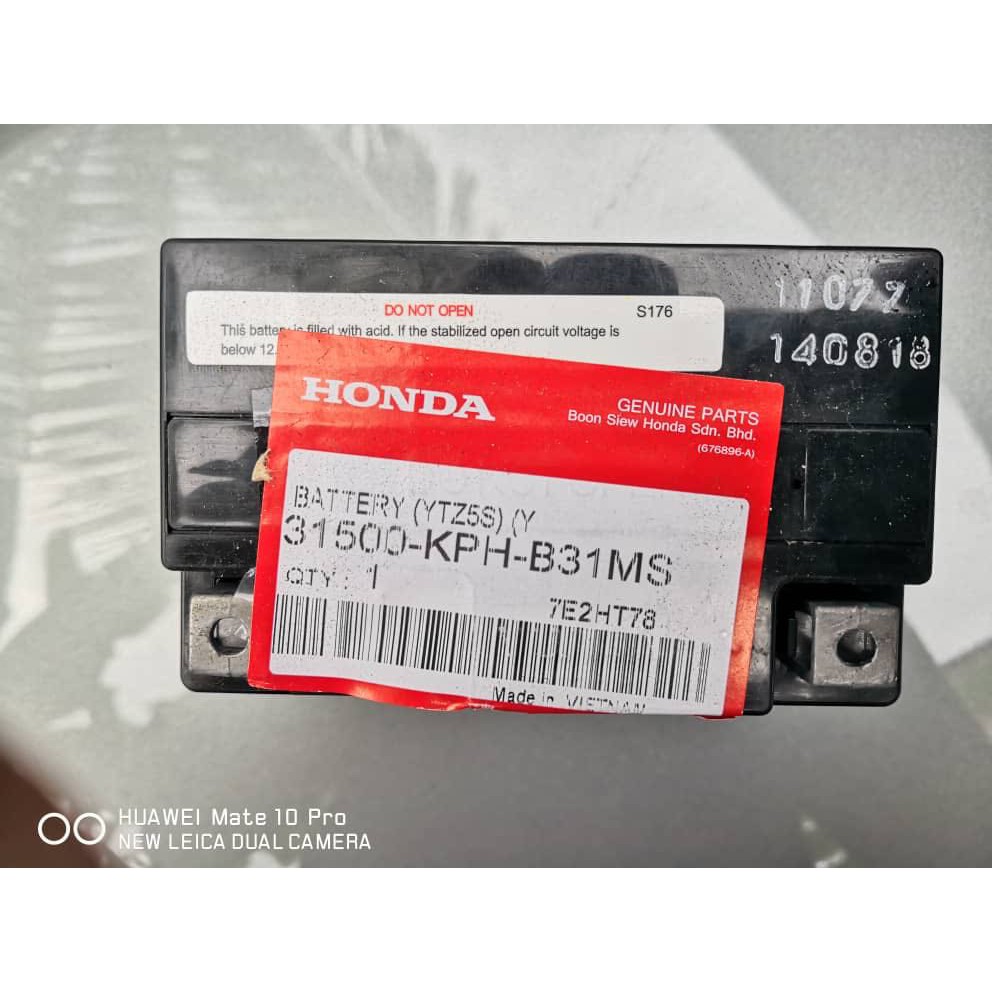 DO NOT OPEN
S176
This battery is filled with acid. If the stabilized open circuit voltage is
below 12.
11077
140818
HONDA
GENUINE PARTS
Boon Siew Honda Sdn. Bhd.
(676896-A)
BATTERY (YTZ5S) (Y
31500-KPH-B31MS
QTY : 1
7E2HT78
Made in VIETNAM
HUAWEI Mate 10 Pro
NEW LEICA DUAL CAMERA